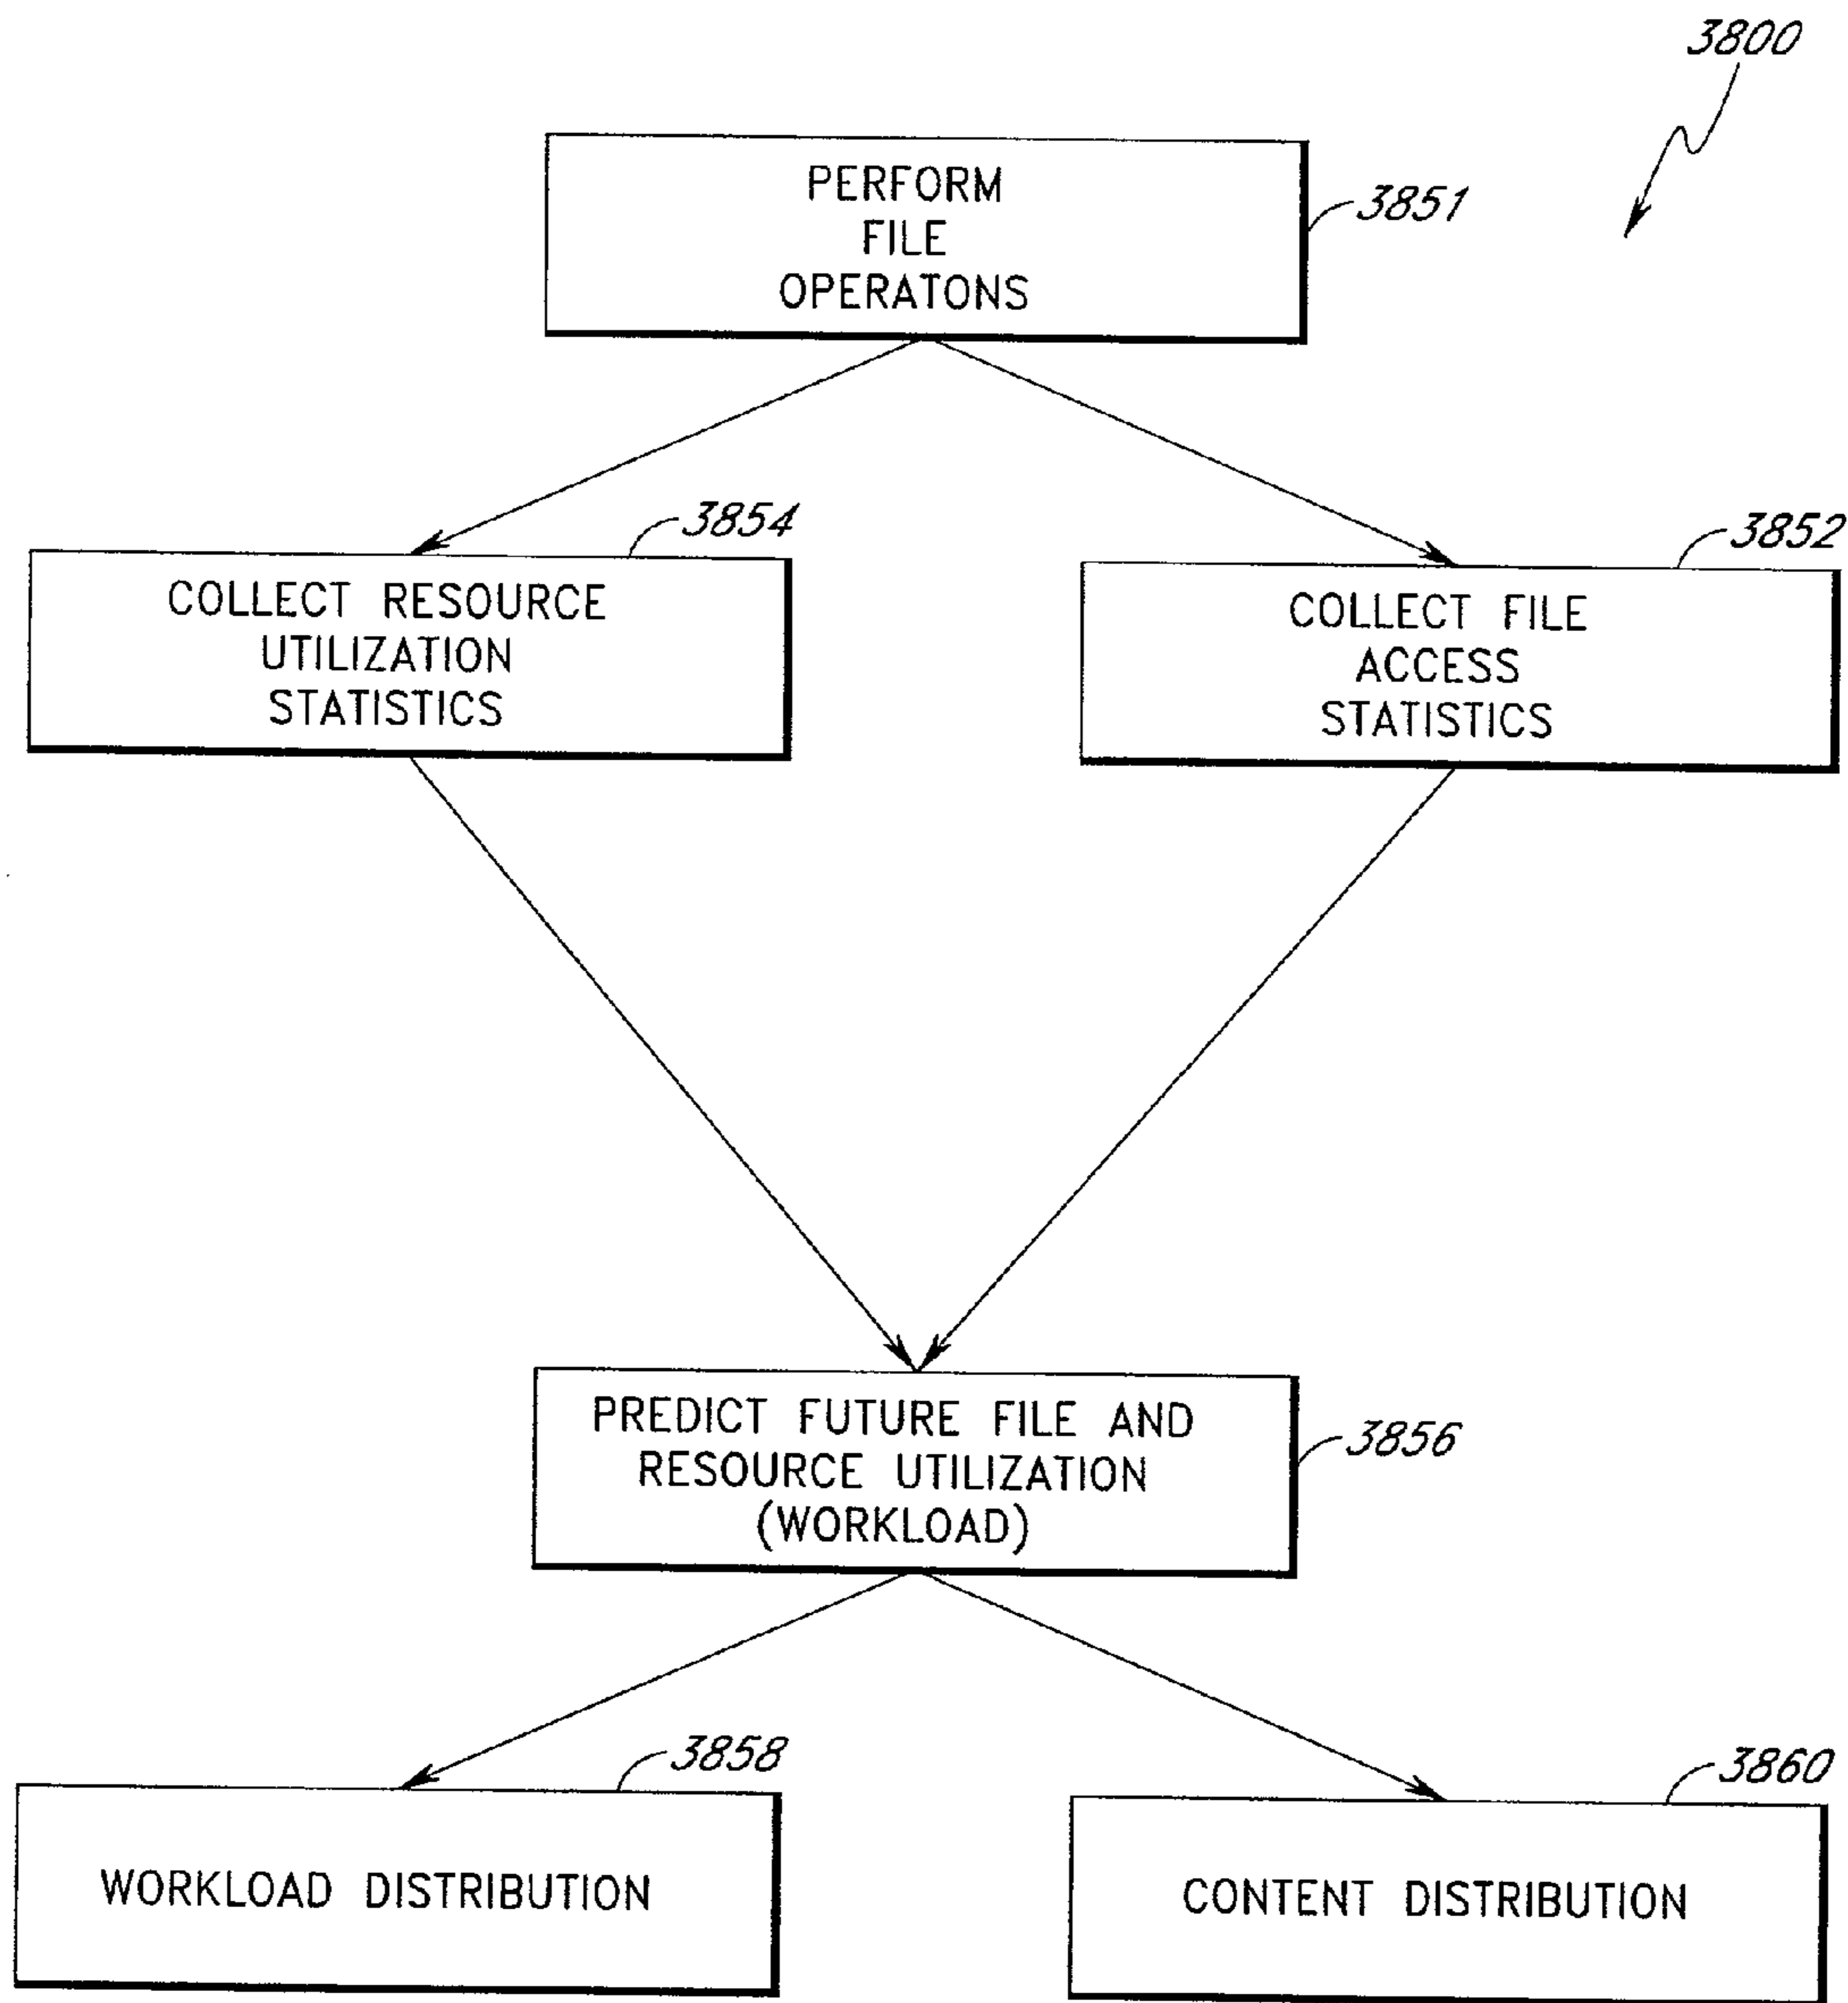 3800
PERFORM
FILE
OPERATONS
3851
3854
COLLECT RESOURCE
UTILIZATION
STATISTICS
3852
COLLECT FILE
ACCESS
STATISTICS
PREDICT FUTURE FILE AND
RESOURCE UTILIZATION
(WORKLOAD)
3856
3858
WORKLOAD DISTRIBUTION
3860
CONTENT DISTRIBUTION